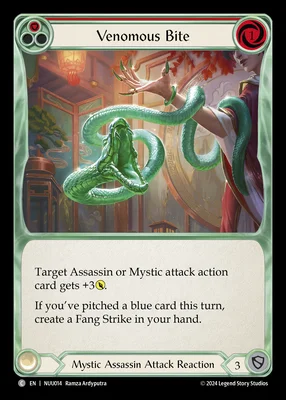 Venomous Bite
Target Assassin or Mystic attack action
card gets +3.
If you've pitched a blue card this turn,
create a Fang Strike in your hand.
Mystic Assassin Attack Reaction 3
C EN | NUU014 Ramza Ardyputra © 2024 Legend Story Studios